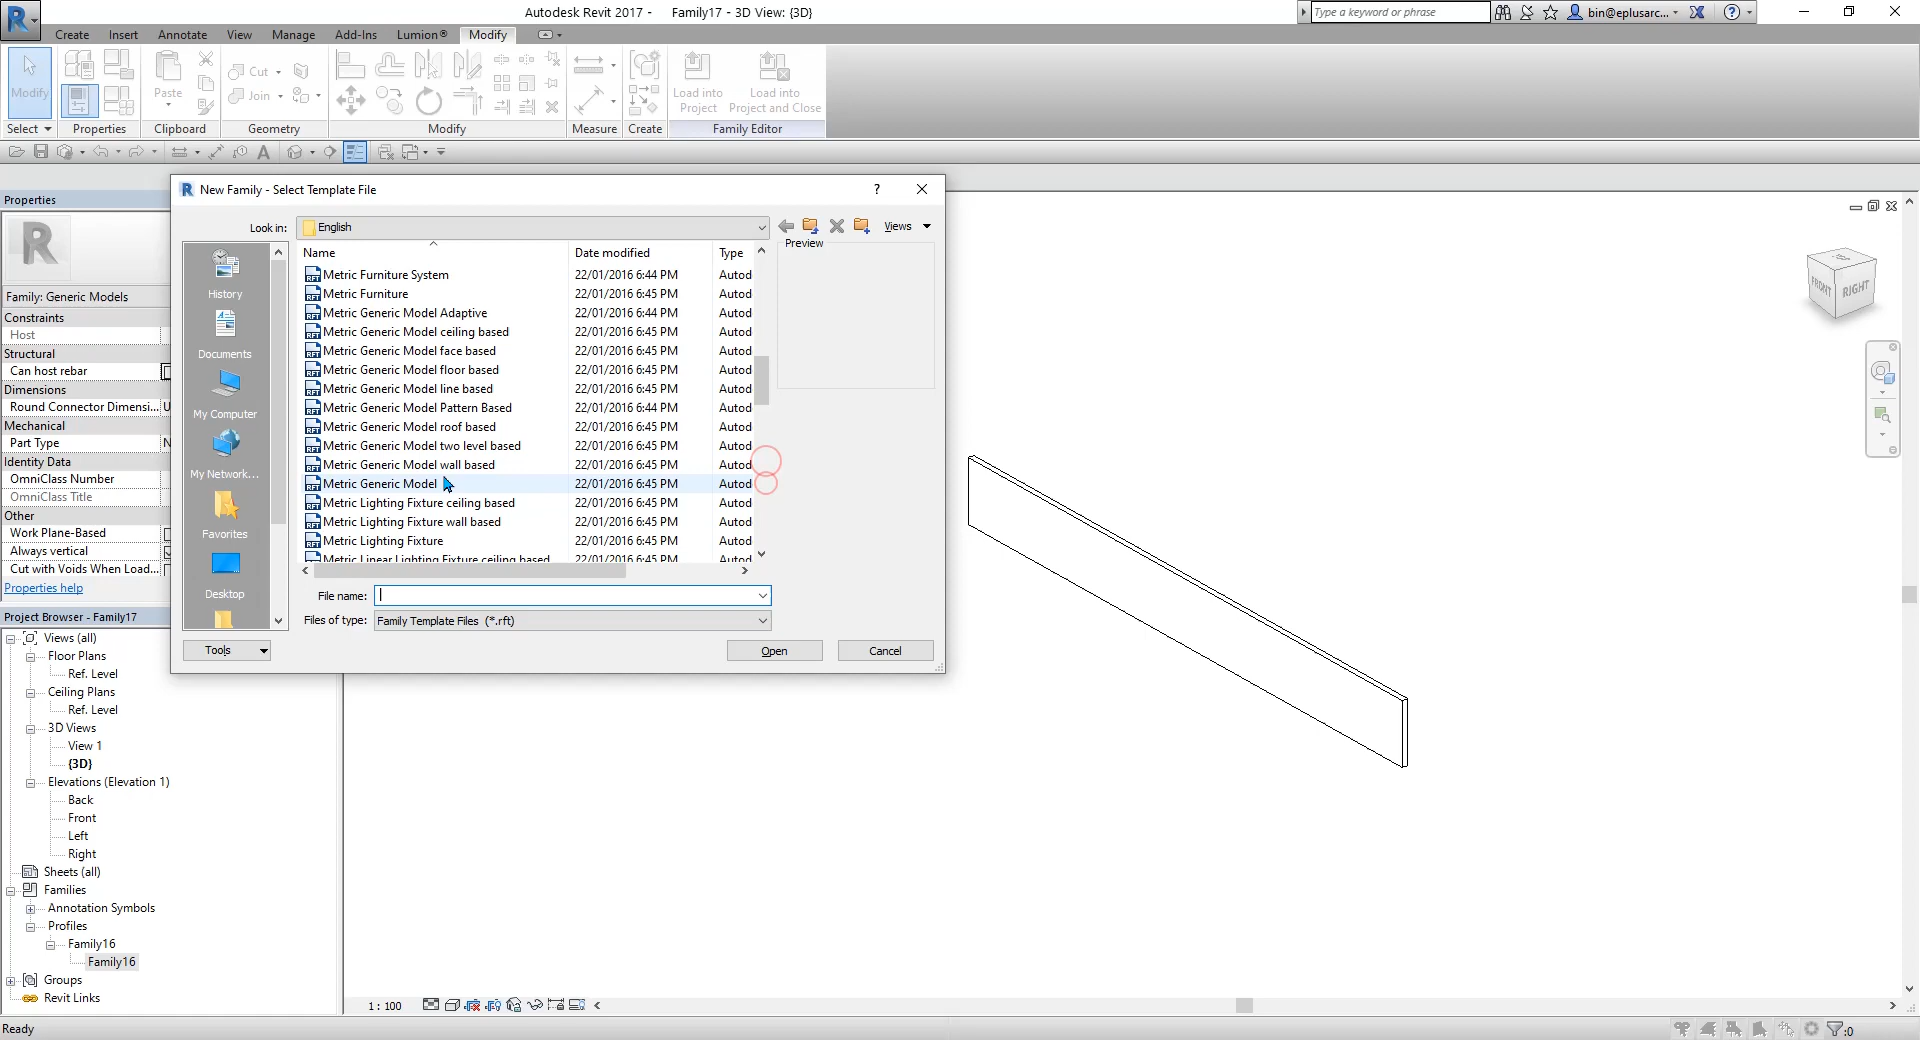 Autodesk Revit 2017 - Family17 - 3D View: {3D}
Type a keyword or phrase
bin@eplusarc...
Create Insert Annotate View Manage Add-Ins Lumion® Modify
Modify
Cut
Join
Paste
Load into Project
Load into Project and Close
Select Properties Clipboard Geometry Modify Measure Create Family Editor
Properties
Family: Generic Models
Constraints
Host
Structural
Can host rebar
Dimensions
Round Connector Dimensi... U
Mechanical
Part Type N
Identity Data
OmniClass Number
OmniClass Title
Other
Work Plane-Based
Always vertical
Cut with Voids When Load...
Properties help
Project Browser - Family17
Views (all)
Floor Plans
Ref. Level
Ceiling Plans
Ref. Level
3D Views
View 1
{3D}
Elevations (Elevation 1)
Back
Front
Left
Right
Sheets (all)
Families
Annotation Symbols
Profiles
Family16
Family16
Groups
Revit Links
New Family - Select Template File
Look in: English
Views
Preview
History
Documents
My Computer
My Network...
Favorites
Desktop
Name Date modified Type
Metric Furniture System 22/01/2016 6:44 PM Autod
Metric Furniture 22/01/2016 6:45 PM Autod
Metric Generic Model Adaptive 22/01/2016 6:44 PM Autod
Metric Generic Model ceiling based 22/01/2016 6:45 PM Autod
Metric Generic Model face based 22/01/2016 6:45 PM Autod
Metric Generic Model floor based 22/01/2016 6:45 PM Autod
Metric Generic Model line based 22/01/2016 6:45 PM Autod
Metric Generic Model Pattern Based 22/01/2016 6:44 PM Autod
Metric Generic Model roof based 22/01/2016 6:45 PM Autod
Metric Generic Model two level based 22/01/2016 6:45 PM Autod
Metric Generic Model wall based 22/01/2016 6:45 PM Autod
Metric Generic Model 22/01/2016 6:45 PM Autod
Metric Lighting Fixture ceiling based 22/01/2016 6:45 PM Autod
Metric Lighting Fixture wall based 22/01/2016 6:45 PM Autod
Metric Lighting Fixture 22/01/2016 6:45 PM Autod
Metric Linear Lighting Fixture ceiling based 22/01/2016 6:45 PM Autod
File name:
Files of type: Family Template Files (*.rft)
Tools Open Cancel
FRONT RIGHT
1 : 100
Ready
:0